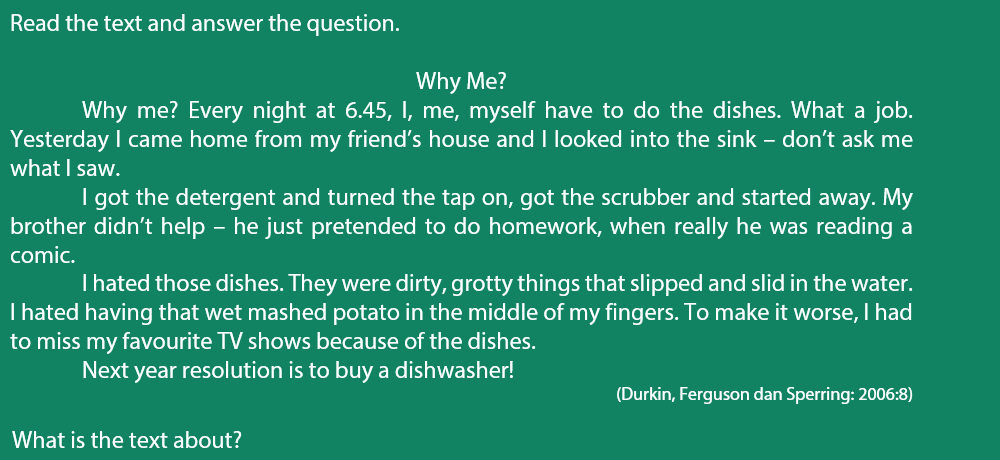 Read the text and answer the question.
Why Me?
Why me? Every night at 6.45, I, me, myself have to do the dishes. What a job.
Yesterday I came home from my friend’s house and I looked into the sink – don’t ask me
what I saw.
I got the detergent and turned the tap on, got the scrubber and started away. My
brother didn’t help – he just pretended to do homework, when really he was reading a
comic.
I hated those dishes. They were dirty, grotty things that slipped and slid in the water.
I hated having that wet mashed potato in the middle of my fingers. To make it worse, I had
to miss my favourite TV shows because of the dishes.
Next year resolution is to buy a dishwasher!
(Durkin, Ferguson dan Sperring: 2006:8)
What is the text about?